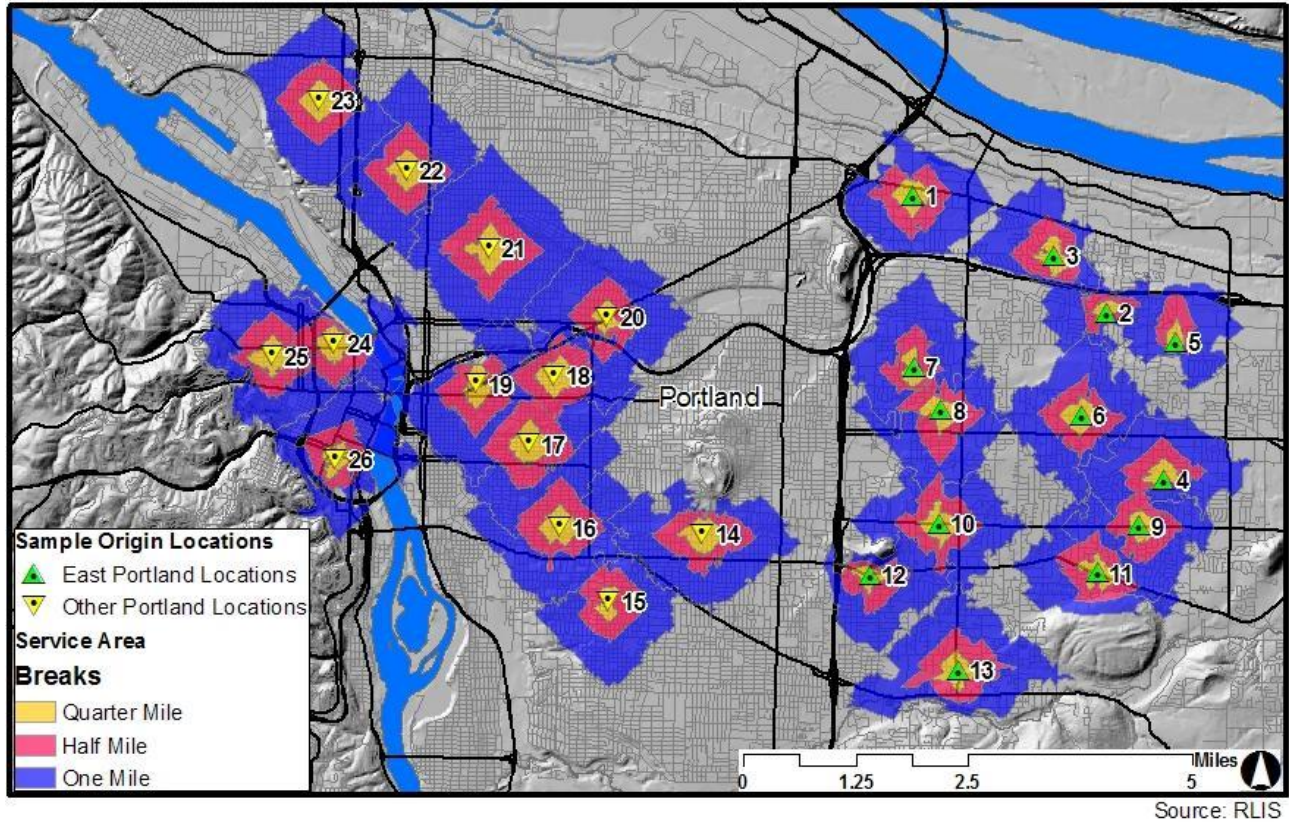 23
22
1
21
3
20
2
24
5
25
7
18
19
Portland
8
6
17
26
4
16
10
9
14
Sample Origin Locations
East Portland Locations
12
11
Other Portland Locations
15
Service Area
Breaks
13
Quarter Mile
Half Mile
One Mile
Miles
0 1.25 2.5 5
Source: RLIS